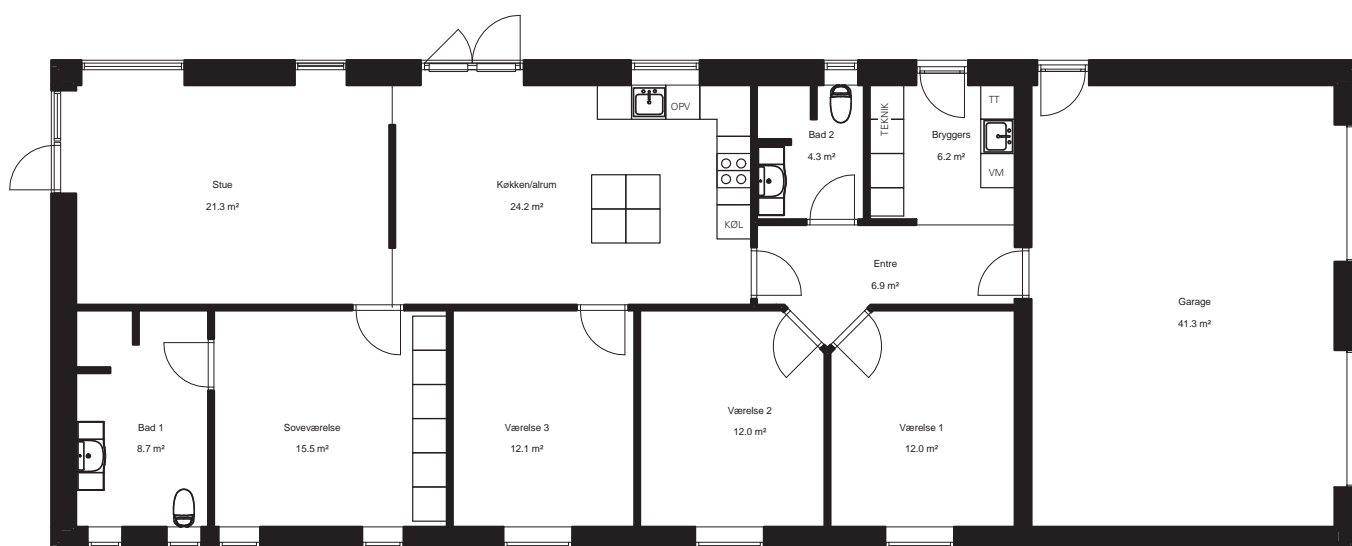 OPV
TEKNIK
TT
Bad 2
4.3 m²
Bryggers
6.2 m²
VM
Stue
21.3 m²
Køkken/alrum
24.2 m²
KØL
Entre
6.9 m²
Garage
41.3 m²
Bad 1
8.7 m²
Soveværelse
15.5 m²
Værelse 3
12.1 m²
Værelse 2
12.0 m²
Værelse 1
12.0 m²